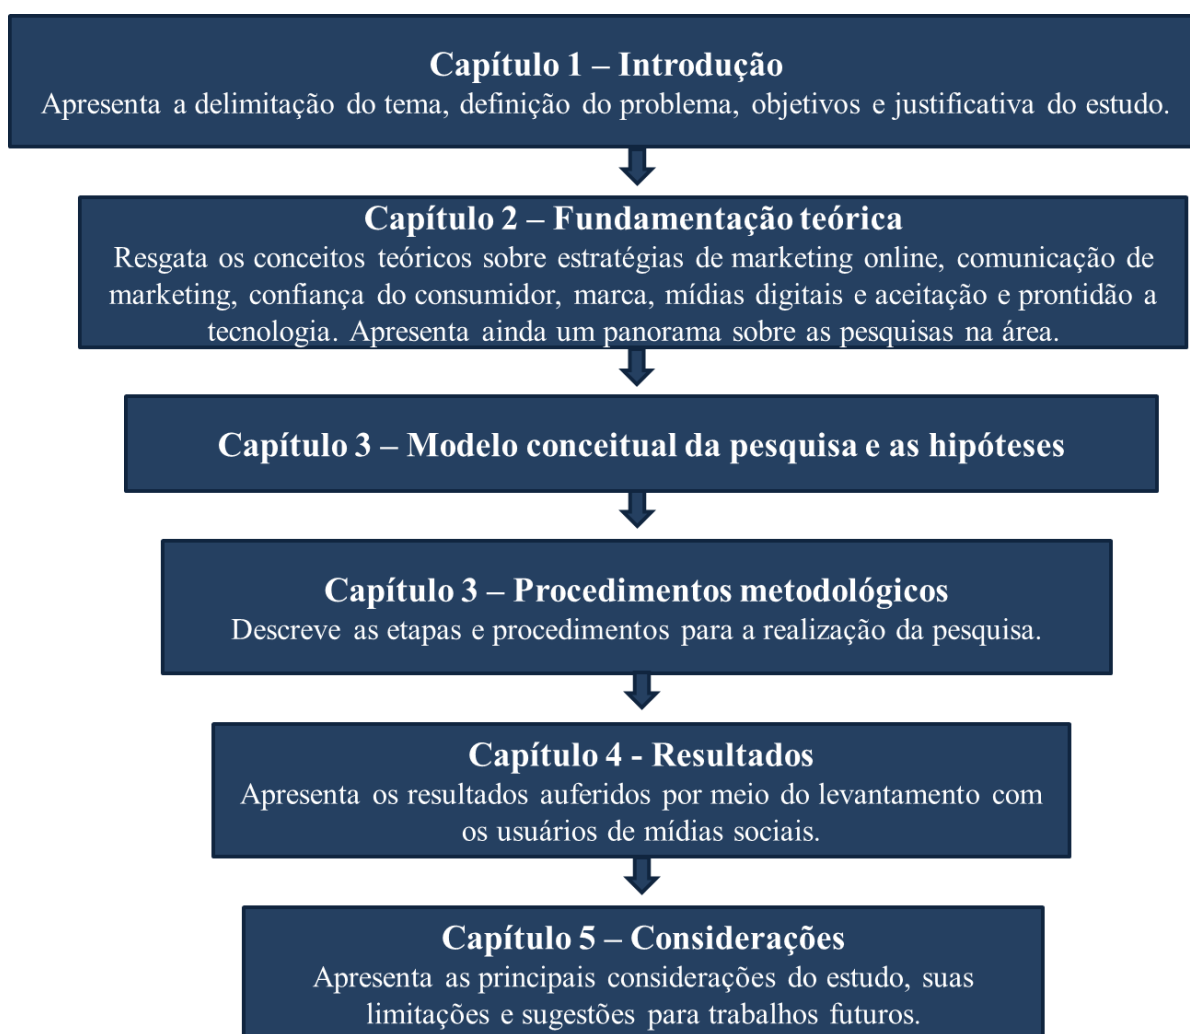 Capítulo 1 – Introdução
Apresenta a delimitação do tema, definição do problema, objetivos e justificativa do estudo.
Capítulo 2 – Fundamentação teórica
Resgata os conceitos teóricos sobre estratégias de marketing online, comunicação de
marketing, confiança do consumidor, marca, mídias digitais e aceitação e prontidão a
tecnologia. Apresenta ainda um panorama sobre as pesquisas na área.
Capítulo 3 – Modelo conceitual da pesquisa e as hipóteses
Capítulo 3 – Procedimentos metodológicos
Descreve as etapas e procedimentos para a realização da pesquisa.
Capítulo 4 - Resultados
Apresenta os resultados auferidos por meio do levantamento com
os usuários de mídias sociais.
Capítulo 5 – Considerações
Apresenta as principais considerações do estudo, suas
limitações e sugestões para trabalhos futuros.